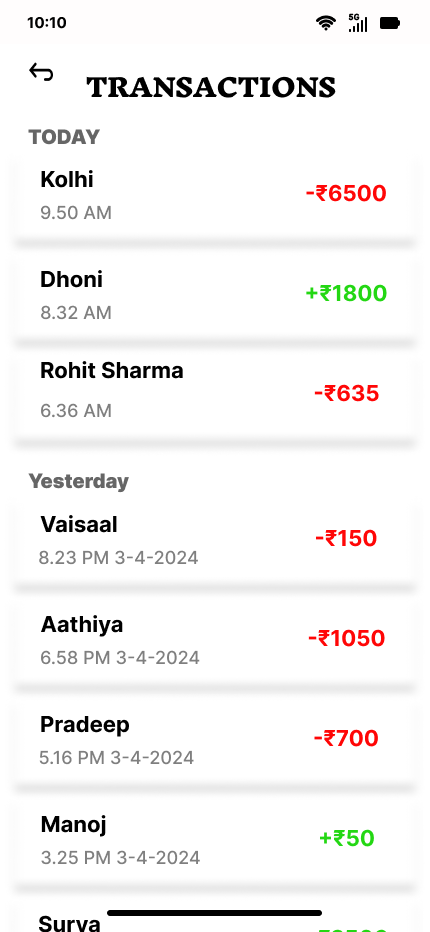 10:10
5G
TRANSACTIONS
TODAY
Kolhi
-₹6500
9.50 AM
Dhoni
+₹1800
8.32 AM
Rohit Sharma
-₹635
6.36 AM
Yesterday
Vaisaal
-₹150
8.23 PM 3-4-2024
Aathiya
-₹1050
6.58 PM 3-4-2024
Pradeep
-₹700
5.16 PM 3-4-2024
Manoj
+₹50
3.25 PM 3-4-2024
Surya